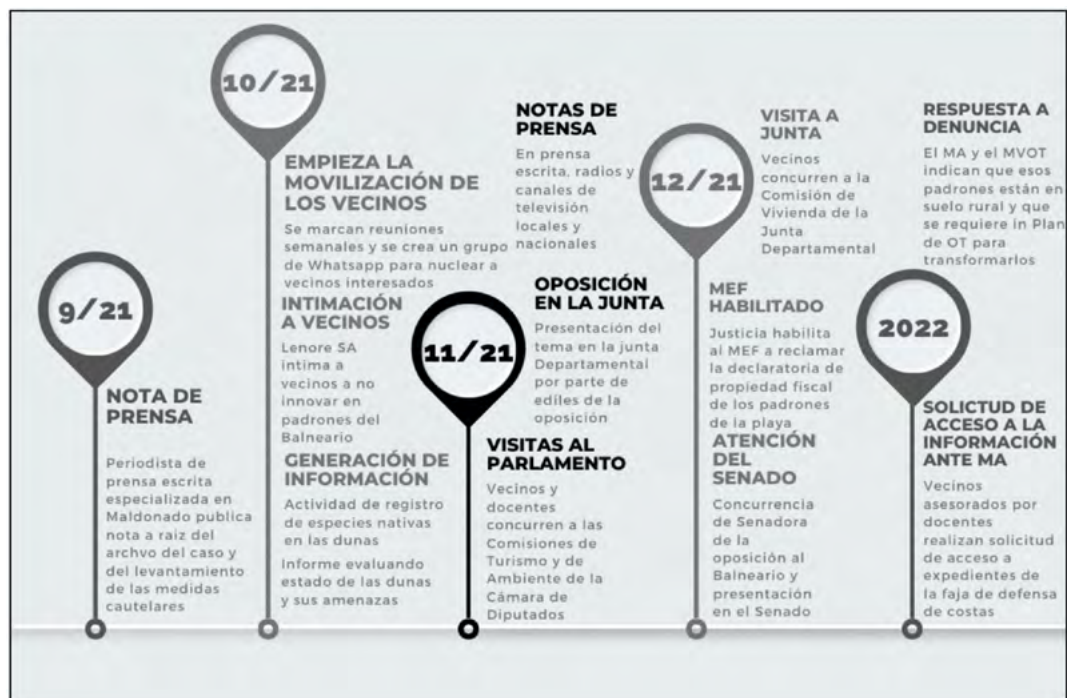 9/21
NOTA DE
PRENSA
Periodista de
prensa escrita
especializada en
Maldonado publica
nota a raiz del
archvo del caso y
del levantamiento
de las medidas
cautelares
10/21
EMPIEZA LA
MOVILIZACIÓN DE
LOS VECINOS
Se marcan reuniones
semanales y se crea un grupo
de Whatsapp para nuclear a
vecinos interesados
INTIMACIÓN
A VECINOS
Lenore SA
intima a
vecinos a no
innovar en
padrones del
Balneario
GENERACIÓN DE
INFORMACIÓN
Actividad de registro
de especies nativas
en las dunas
Informe evaluando
estado de las dunas
y sus amenazas
NOTAS DE
PRENSA
En prensa
escrita, radios y
canales de
televisión
locales y
nacionales
OPOSICIÓN
EN LA JUNTA
Presentación del
tema en la junta
Departamental
por parte de
ediles de la
oposición
11/21
VISITAS AL
PARLAMENTO
Vecinos y
docentes
concurren a las
Comisiones de
Turismo y de
Ambiente de la
Cámara de
Diputados
12/21
VISITA A
JUNTA
Vecinos
concurren a la
Comisión de
Vivienda de la
Junta
Departamental
MEF
HABILITADO
Justicia habilita
al MEF a reclamar
la declaratoria de
propiedad fiscal
de los padrones
de la playa
ATENCIÓN
DEL
SENADO
Concurrencia
de Senadora
de la
oposición al
Balneario y
presentación
en el Senado
RESPUESTA A
DENUNCIA
El MA y el MVOT
indican que esos
padrones están en
suelo rural y que
se requiere in Plan
de OT para
transformarlos
2022
SOLICTUD DE
ACCESO A LA
INFORMACIÓN
ANTE MA
Vecinos
asesorados por
docentes
realizan solicitud
de acceso a
expedientes de
la faja de defensa
de costas